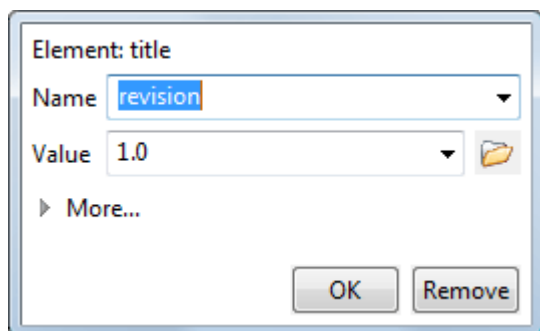 Element: title
Name revision
Value 1.0
More...
OK Remove